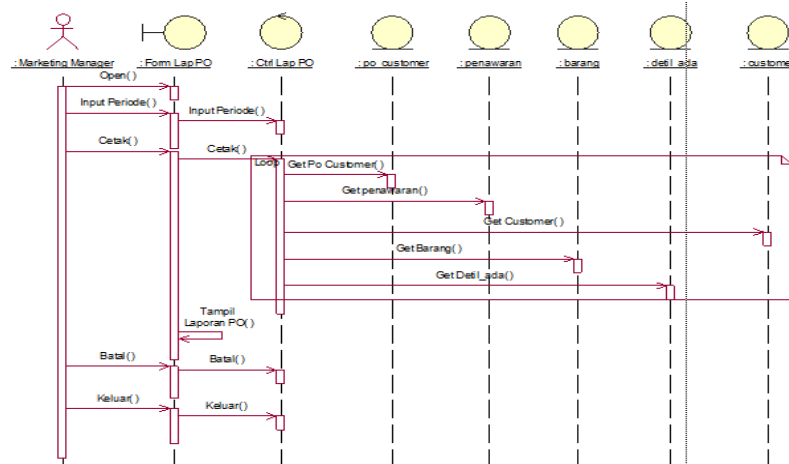 : Marketing Manager
: Form Lap PO
: Ctrl Lap PO
: po_customer
: penawaran
: barang
: detil_ada
: custome
Open( )
Input Periode( )
Input Periode( )
Cetak( )
Cetak( )
Loop
Get Po Customer( )
Get penawaran( )
Get Customer( )
Get Barang( )
Get Detil_ada( )
Tampil
Laporan PO( )
Batal( )
Batal( )
Keluar( )
Keluar( )